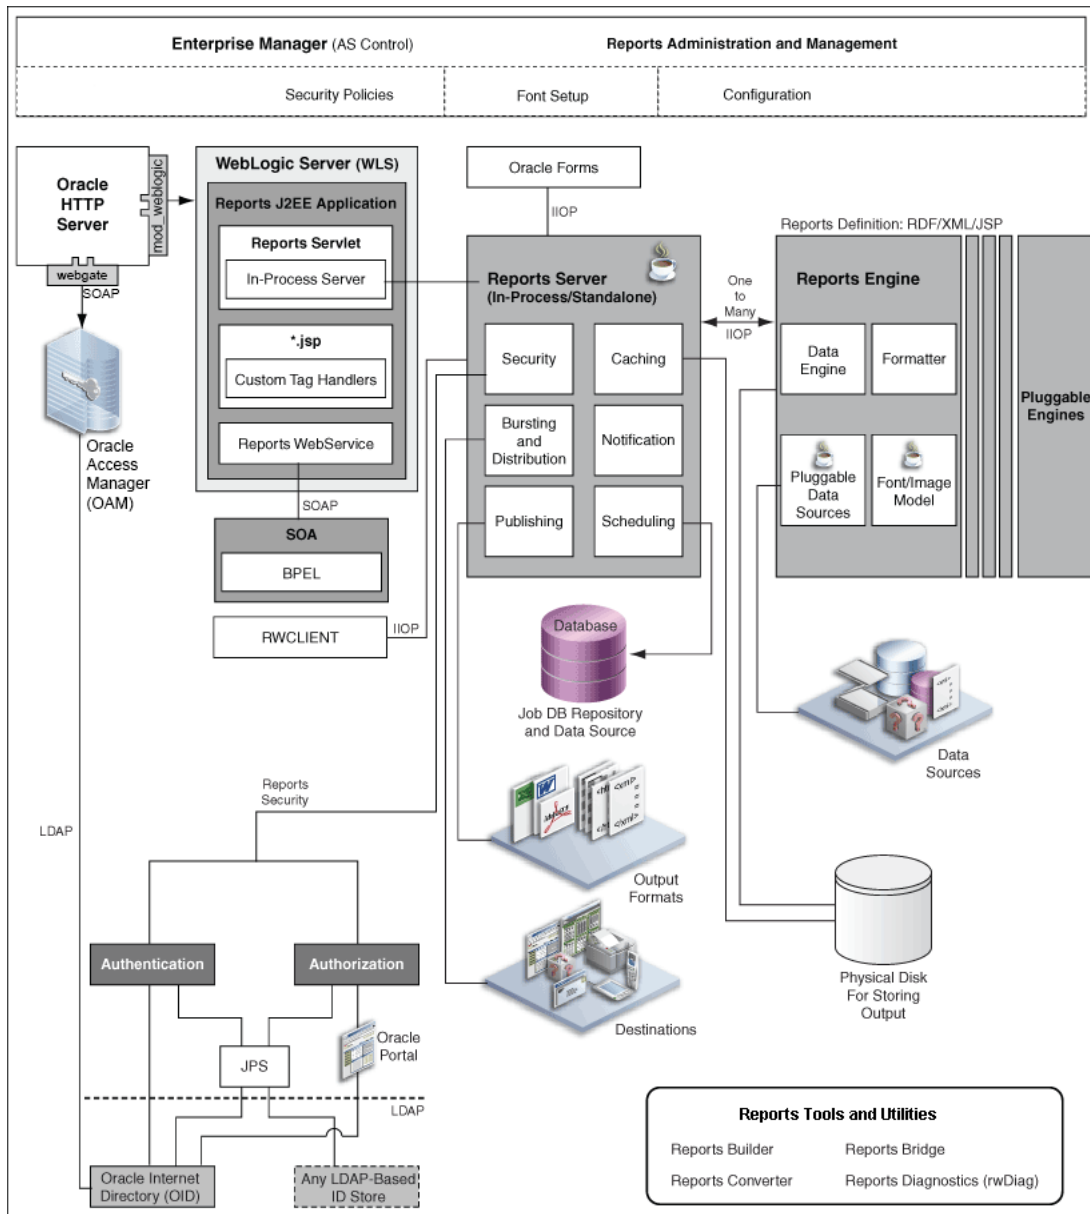 Enterprise Manager (AS Control)
Reports Administration and Management
Security Policies
Font Setup
Configuration
Oracle
HTTP
Server
mod_weblogic
webgate
SOAP
Oracle
Access
Manager
(OAM)
WebLogic Server (WLS)
Reports J2EE Application
Reports Servlet
In-Process Server
*.jsp
Custom Tag Handlers
Reports WebService
SOAP
SOA
BPEL
RWCLIENT
IIOP
Oracle Forms
IIOP
Reports Server
(In-Process/Standalone)
Security
Caching
Bursting and
Distribution
Notification
Publishing
Scheduling
One
to
Many
IIOP
Reports Definition: RDF/XML/JSP
Reports Engine
Data
Engine
Formatter
Pluggable
Data
Sources
Font/Image
Model
Pluggable
Engines
Database
Job DB Repository
and Data Source
<xml>
Data
Sources
Reports
Security
LDAP
W
Adobe
<xml>
</xml>
Output
Formats
Destinations
Physical Disk
For Storing
Output
Authentication
Authorization
JPS
Oracle
Portal
LDAP
Oracle Internet
Directory (OID)
Any LDAP-Based
ID Store
Reports Tools and Utilities
Reports Builder
Reports Bridge
Reports Converter
Reports Diagnostics (rwDiag)